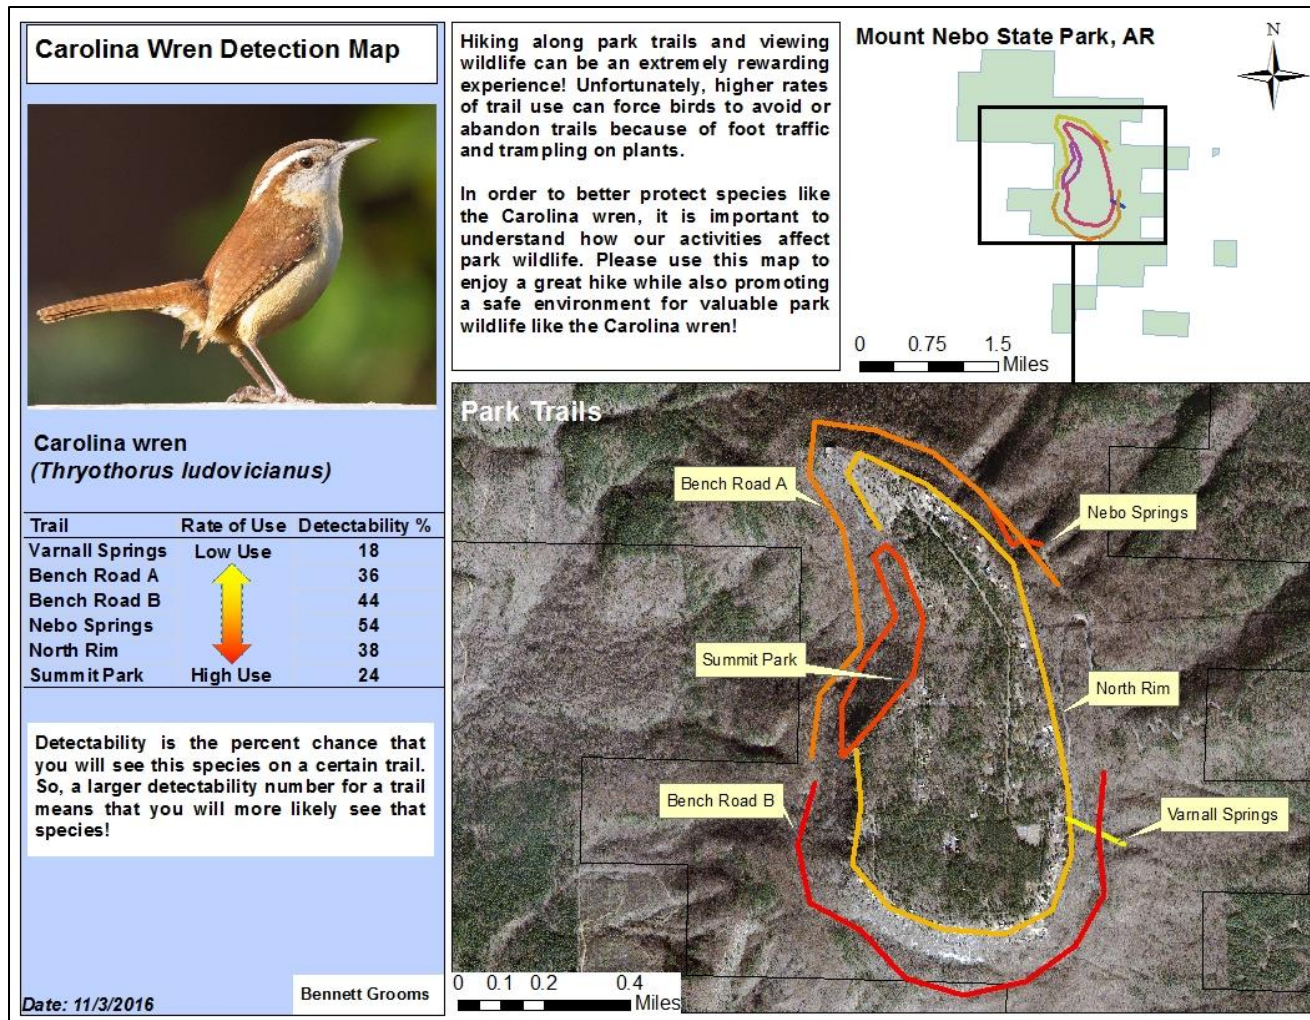 Carolina Wren Detection Map
Carolina wren
(Thryothorus ludovicianus)
Trail Rate of Use Detectability %
Varnall Springs Low Use 18
Bench Road A 36
Bench Road B 44
Nebo Springs 54
North Rim 38
Summit Park High Use 24
Detectability is the percent chance that
you will see this species on a certain trail.
So, a larger detectability number for a trail
means that you will more likely see that
species!
Date: 11/3/2016
Bennett Grooms
Hiking along park trails and viewing
wildlife can be an extremely rewarding
experience! Unfortunately, higher rates
of trail use can force birds to avoid or
abandon trails because of foot traffic
and trampling on plants.
In order to better protect species like
the Carolina wren, it is important to
understand how our activities affect
park wildlife. Please use this map to
enjoy a great hike while also promoting
a safe environment for valuable park
wildlife like the Carolina wren!
Mount Nebo State Park, AR
N
0 0.75 1.5
Miles
Park Trails
Bench Road A
Nebo Springs
Summit Park
North Rim
Bench Road B
Varnall Springs
0 0.1 0.2 0.4
Miles